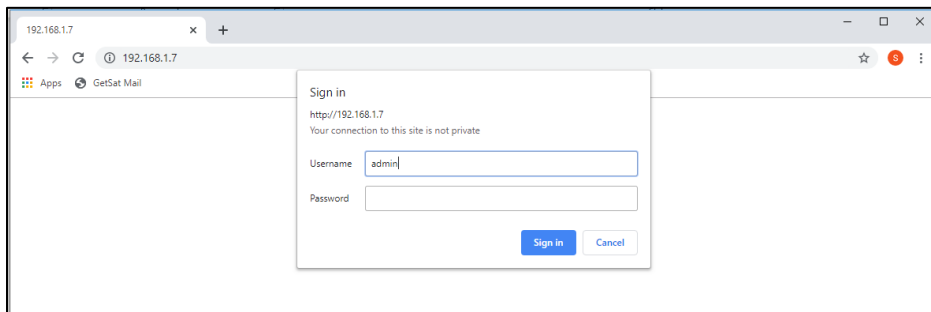 192.168.1.7
192.168.1.7
S
Apps GetSat Mail
Sign in
http://192.168.1.7
Your connection to this site is not private
Username admin
Password
Sign in Cancel